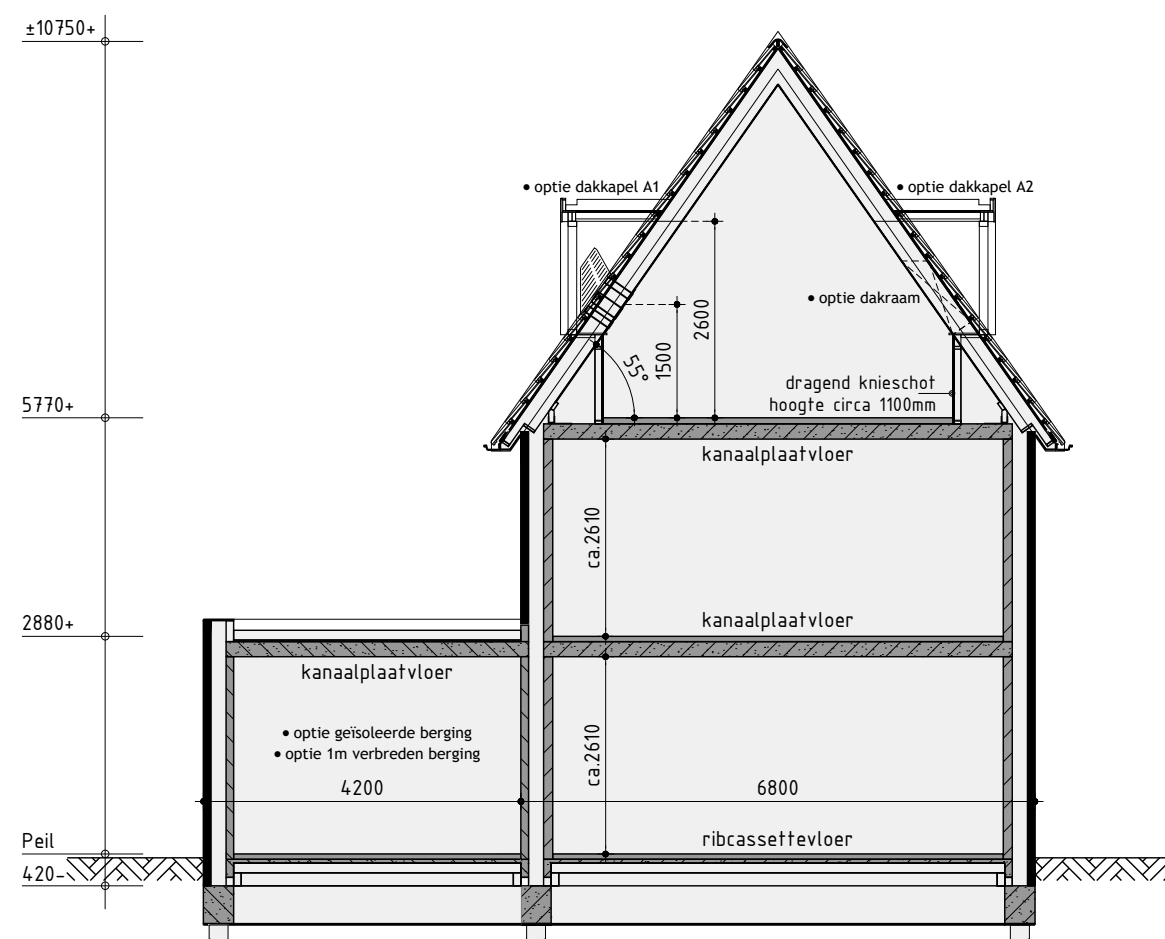 ±10750+
• optie dakkapel A1
• optie dakkapel A2
2600
• optie dakraam
1500
55°
dragend knieschot
hoogte circa 1100mm
5770+
kanaalplaatvloer
ca.2610
kanaalplaatvloer
2880+
kanaalplaatvloer
• optie geïsoleerde berging
• optie 1m verbreden berging
ca.2610
4200
6800
Peil
ribcassettevloer
420-